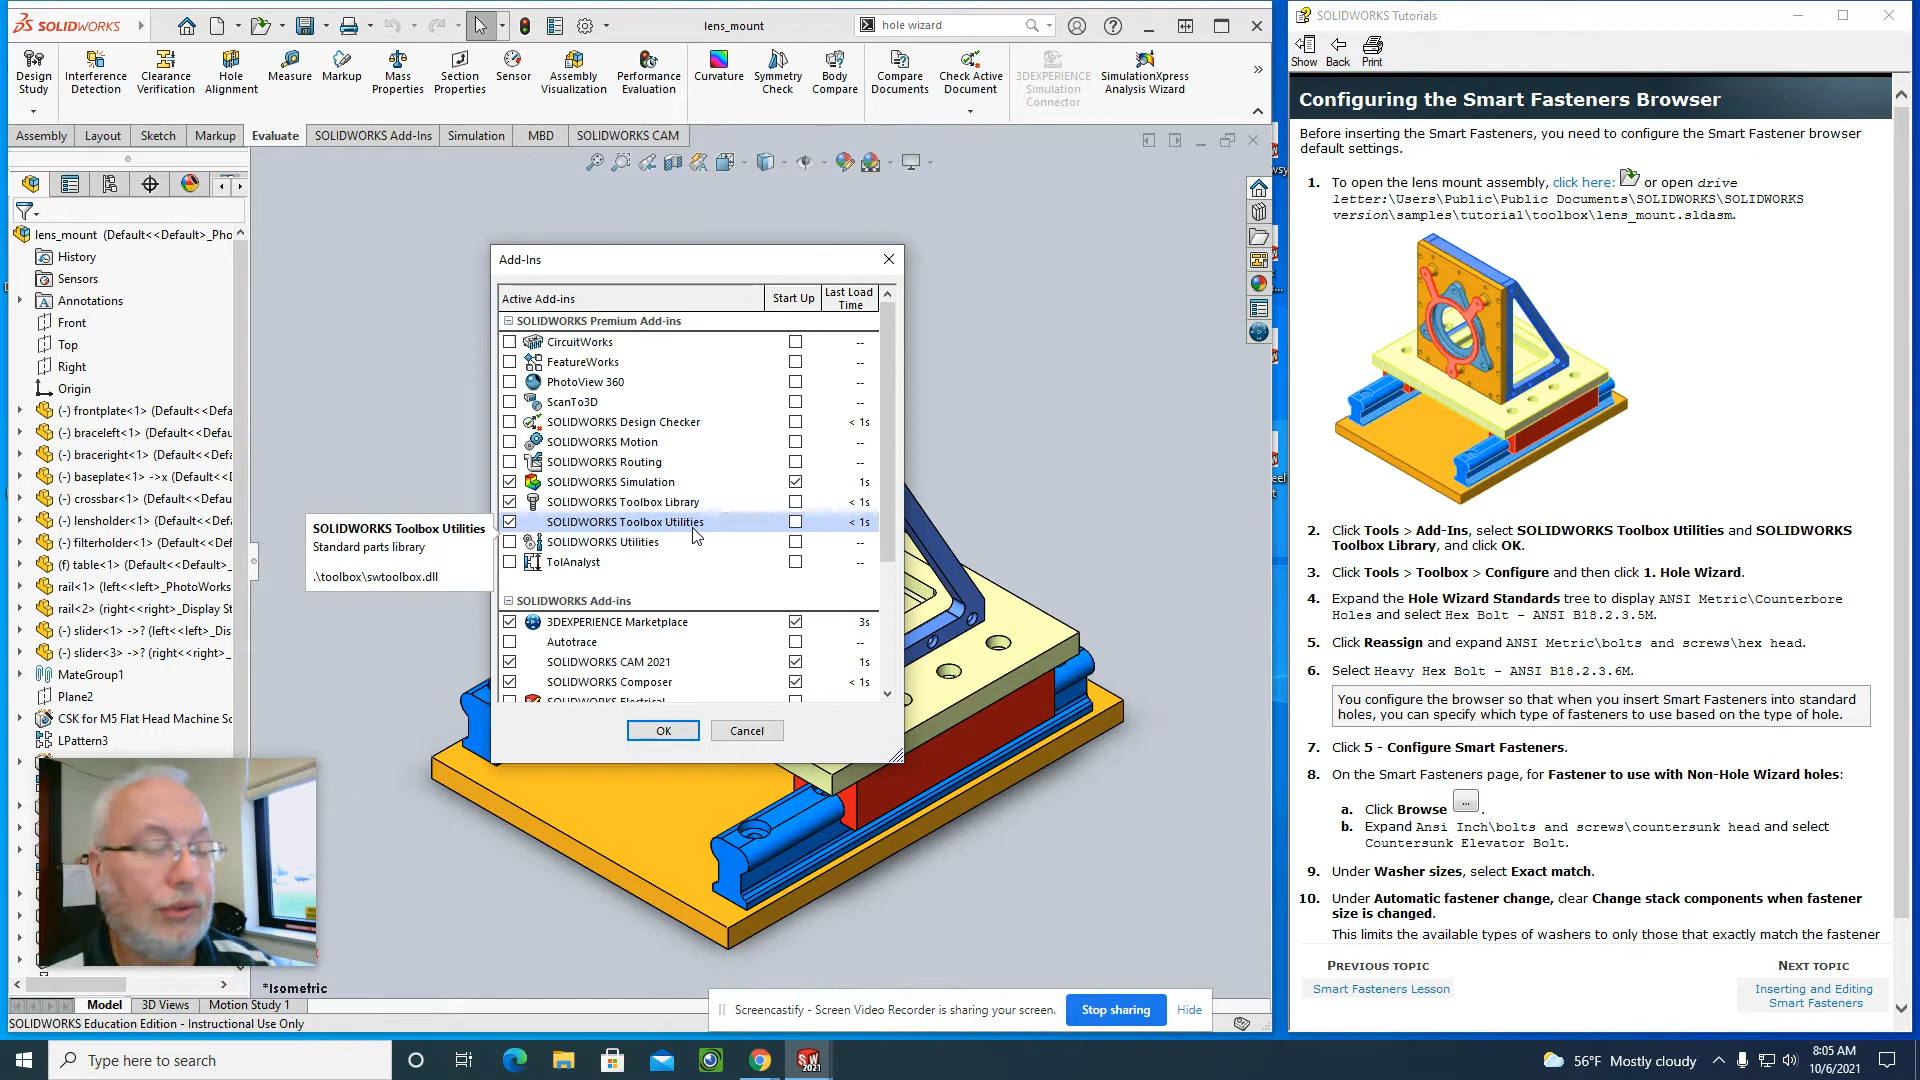 SOLIDWORKS
lens_mount
hole wizard
Design Study
Interference Detection
Clearance Verification
Hole Alignment
Measure
Markup
Mass Properties
Section Properties
Sensor
Assembly Visualization
Performance Evaluation
Curvature
Symmetry Check
Body Compare
Compare Documents
Check Active Document
3DEXPERIENCE Simulation Connector
SimulationXpress Analysis Wizard
Assembly
Layout
Sketch
Markup
Evaluate
SOLIDWORKS Add-Ins
Simulation
MBD
SOLIDWORKS CAM
lens_mount (Default<<Default>_Pho
History
Sensors
Annotations
Front
Top
Right
Origin
(-) frontplate<1> (Default<<Defa
(-) braceleft<1> (Default<<Defau
(-) braceright<1> (Default<<Defa
(-) baseplate<1> ->x (Default<<
(-) crossbar<1> (Default<<Defau
(-) lensholder<1> (Default<<Defa
(-) filterholder<1> (Default<<De
(f) table<1> (Default<<Default>_
rail<1> (left<<left>_PhotoWorks
rail<2> (right<<right>_Display St
(-) slider<1> ->? (left<<left>_Dis
(-) slider<3> ->? (right<<right>_
MateGroup1
Plane2
CSK for M5 Flat Head Machine Sc
LPattern3
Add-Ins
Active Add-ins
Start Up
Last Load Time
SOLIDWORKS Premium Add-ins
CircuitWorks --
FeatureWorks --
PhotoView 360 --
ScanTo3D --
SOLIDWORKS Design Checker < 1s
SOLIDWORKS Motion --
SOLIDWORKS Routing --
SOLIDWORKS Simulation 1s
SOLIDWORKS Toolbox Library < 1s
SOLIDWORKS Toolbox Utilities < 1s
SOLIDWORKS Utilities --
TolAnalyst --
SOLIDWORKS Add-ins
3DEXPERIENCE Marketplace 3s
Autotrace --
SOLIDWORKS CAM 2021 1s
SOLIDWORKS Composer < 1s
SOLIDWORKS Electrical
OK
Cancel
SOLIDWORKS Toolbox Utilities
Standard parts library
.\toolbox\swtoolbox.dll
*Isometric
Model
3D Views
Motion Study 1
SOLIDWORKS Education Edition - Instructional Use Only
Screencastify - Screen Video Recorder is sharing your screen.
Stop sharing
Hide
SOLIDWORKS Tutorials
Show
Back
Print
Configuring the Smart Fasteners Browser
Before inserting the Smart Fasteners, you need to configure the Smart Fastener browser
default settings.
1. To open the lens mount assembly, click here: or open drive
letter:\Users\Public\Public Documents\SOLIDWORKS\SOLIDWORKS
version\samples\tutorial\toolbox\lens_mount.sldasm.
2. Click Tools > Add-Ins, select SOLIDWORKS Toolbox Utilities and SOLIDWORKS
Toolbox Library, and click OK.
3. Click Tools > Toolbox > Configure and then click 1. Hole Wizard.
4. Expand the Hole Wizard Standards tree to display ANSI Metric\Counterbore
Holes and select Hex Bolt - ANSI B18.2.3.5M.
5. Click Reassign and expand ANSI Metric\bolts and screws\hex head.
6. Select Heavy Hex Bolt - ANSI B18.2.3.6M.
You configure the browser so that when you insert Smart Fasteners into standard
holes, you can specify which type of fasteners to use based on the type of hole.
7. Click 5 - Configure Smart Fasteners.
8. On the Smart Fasteners page, for Fastener to use with Non-Hole Wizard holes:
a. Click Browse ... .
b. Expand Ansi Inch\bolts and screws\countersunk head and select
Countersunk Elevator Bolt.
9. Under Washer sizes, select Exact match.
10. Under Automatic fastener change, clear Change stack components when fastener
size is changed.
This limits the available types of washers to only those that exactly match the fastener
PREVIOUS TOPIC
Smart Fasteners Lesson
NEXT TOPIC
Inserting and Editing
Smart Fasteners
Type here to search
56°F Mostly cloudy
8:05 AM
10/6/2021